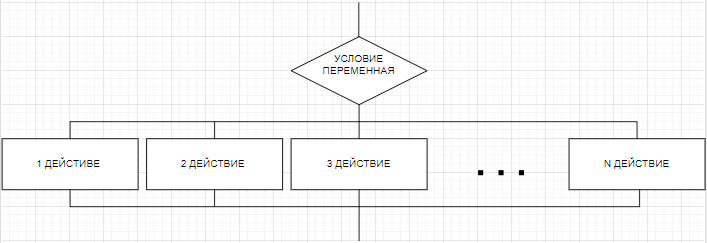 УСЛОВИЕ
ПЕРЕМЕННАЯ
1 ДЕЙСТИВЕ
2 ДЕЙСТВИЕ
3 ДЕЙСТВИЕ
N ДЕЙСТВИЕ